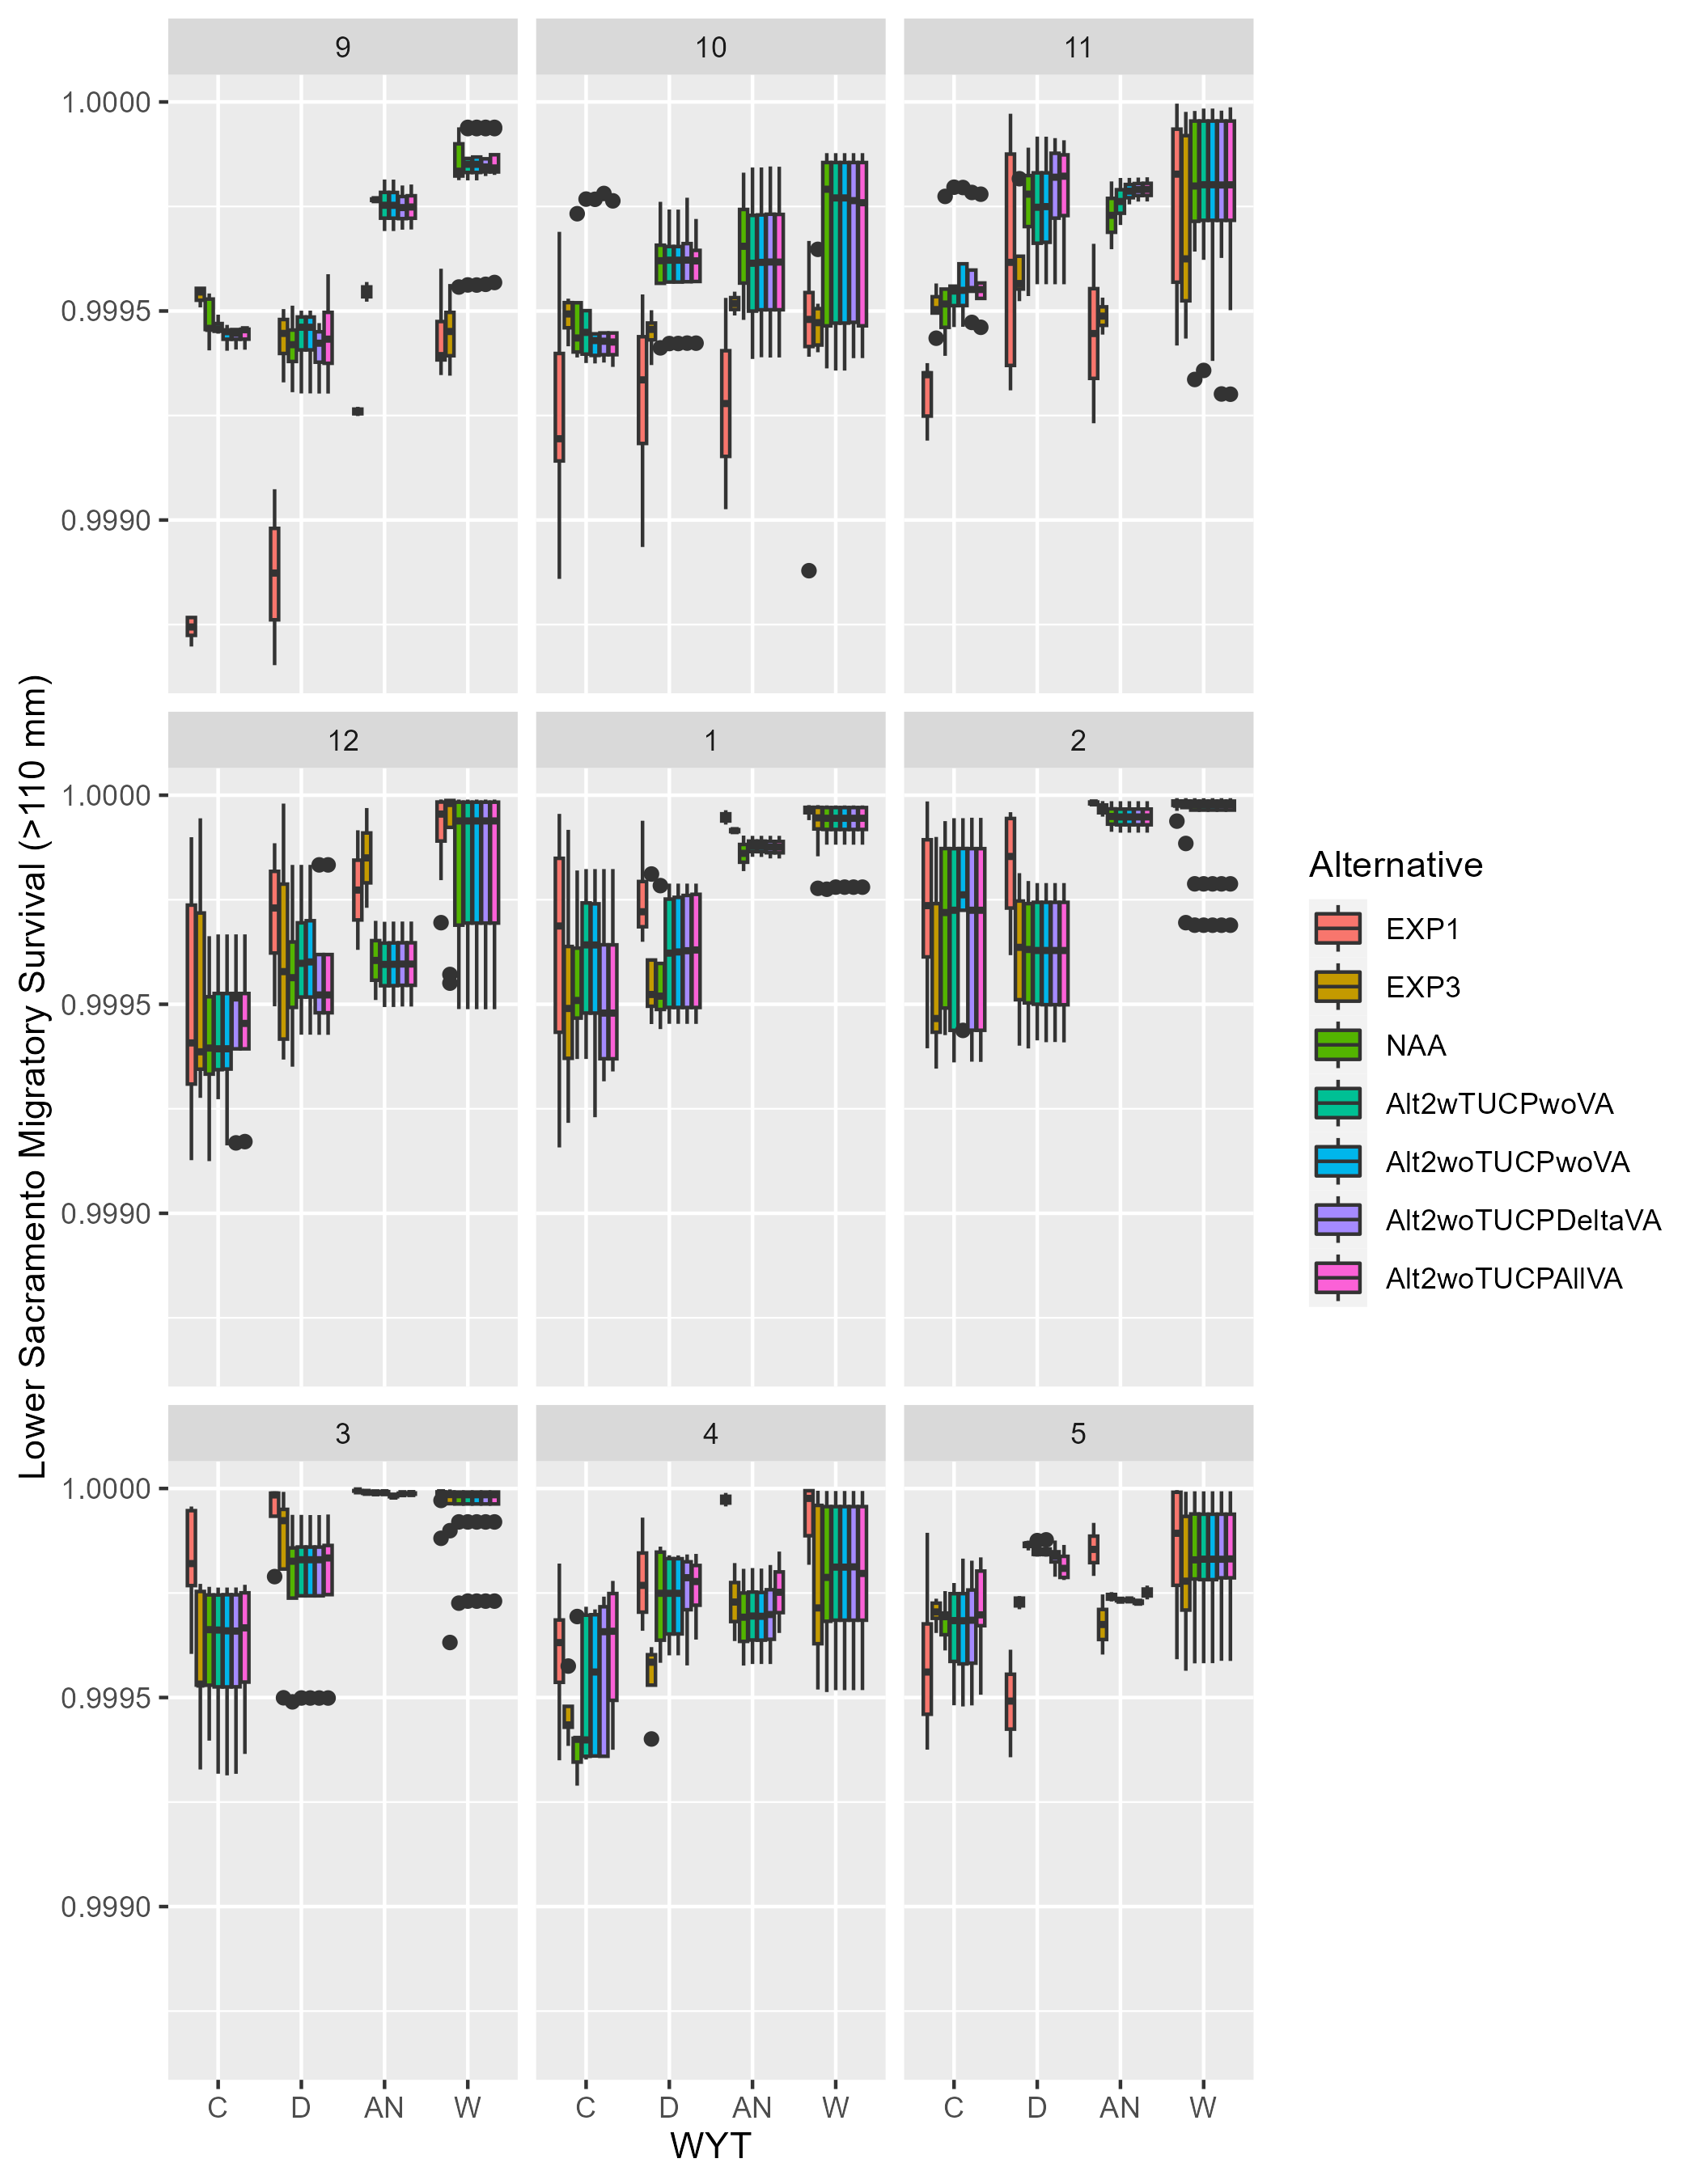 9 10 11
1.0000
0.9995
0.9990
12 1 2
1.0000
0.9995
0.9990
3 4 5
1.0000
0.9995
0.9990
C D AN W C D AN W C D AN W
WYT
Lower Sacramento Migratory Survival (>110 mm)
Alternative
EXP1
EXP3
NAA
Alt2wTUCPwoVA
Alt2woTUCPwoVA
Alt2woTUCPDeltaVA
Alt2woTUCPAllVA